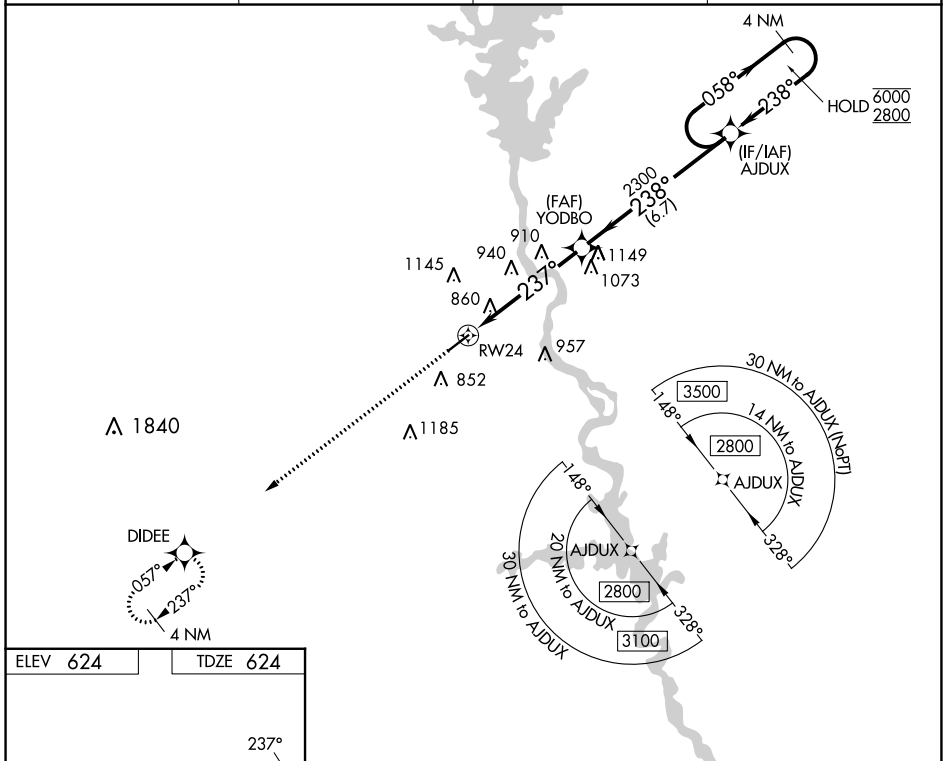 4 NM
058°
238°
HOLD 6000
2800
(IF/IAF)
AJDUX
2300
238°
(6.7)
(FAF)
YODBO
910
940
1145
1149
1073
860
237°
RW24
957
852
1185
1840
30 NM to AJDUX (NoPT)
3500
148°
14 NM to AJDUX
2800
AJDUX
328°
148°
AJDUX
20 NM to AJDUX
30 NM to AJDUX
2800
328°
3100
DIDEE
057°
237°
4 NM
ELEV 624
TDZE 624
237°